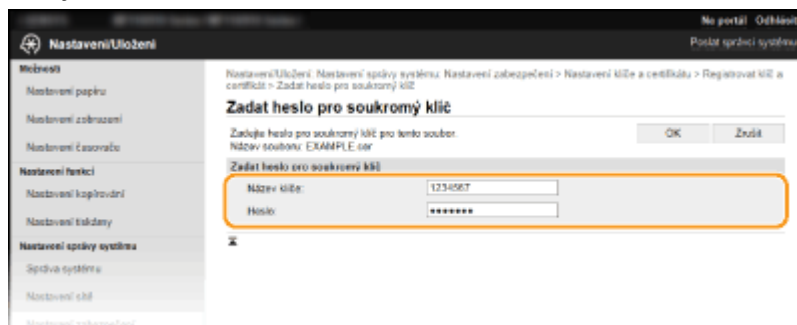 Na portál Odhlásit
Nastavení/Uložení
Poslat správci systému
Možnosti
Nastavení papíru
Nastavení zobrazení
Nastavení časovače
Nastavení funkcí
Nastavení kopírování
Nastavení tiskárny
Nastavení správy systému
Správa systému
Nastavení sítě
Nastavení zabezpečení
Nastavení/Uložení: Nastavení správy systému: Nastavení zabezpečení > Nastavení klíče a certifikátu > Registrovat klíč a
certifikát > Zadat heslo pro soukromý klíč
Zadat heslo pro soukromý klíč
Zadejte heslo pro soukromý klíč pro tento soubor.
Název souboru: EXAMPLE.cer
OK
Zrušit
Zadat heslo pro soukromý klíč
Název klíče:
1234567
Heslo:
•••••••